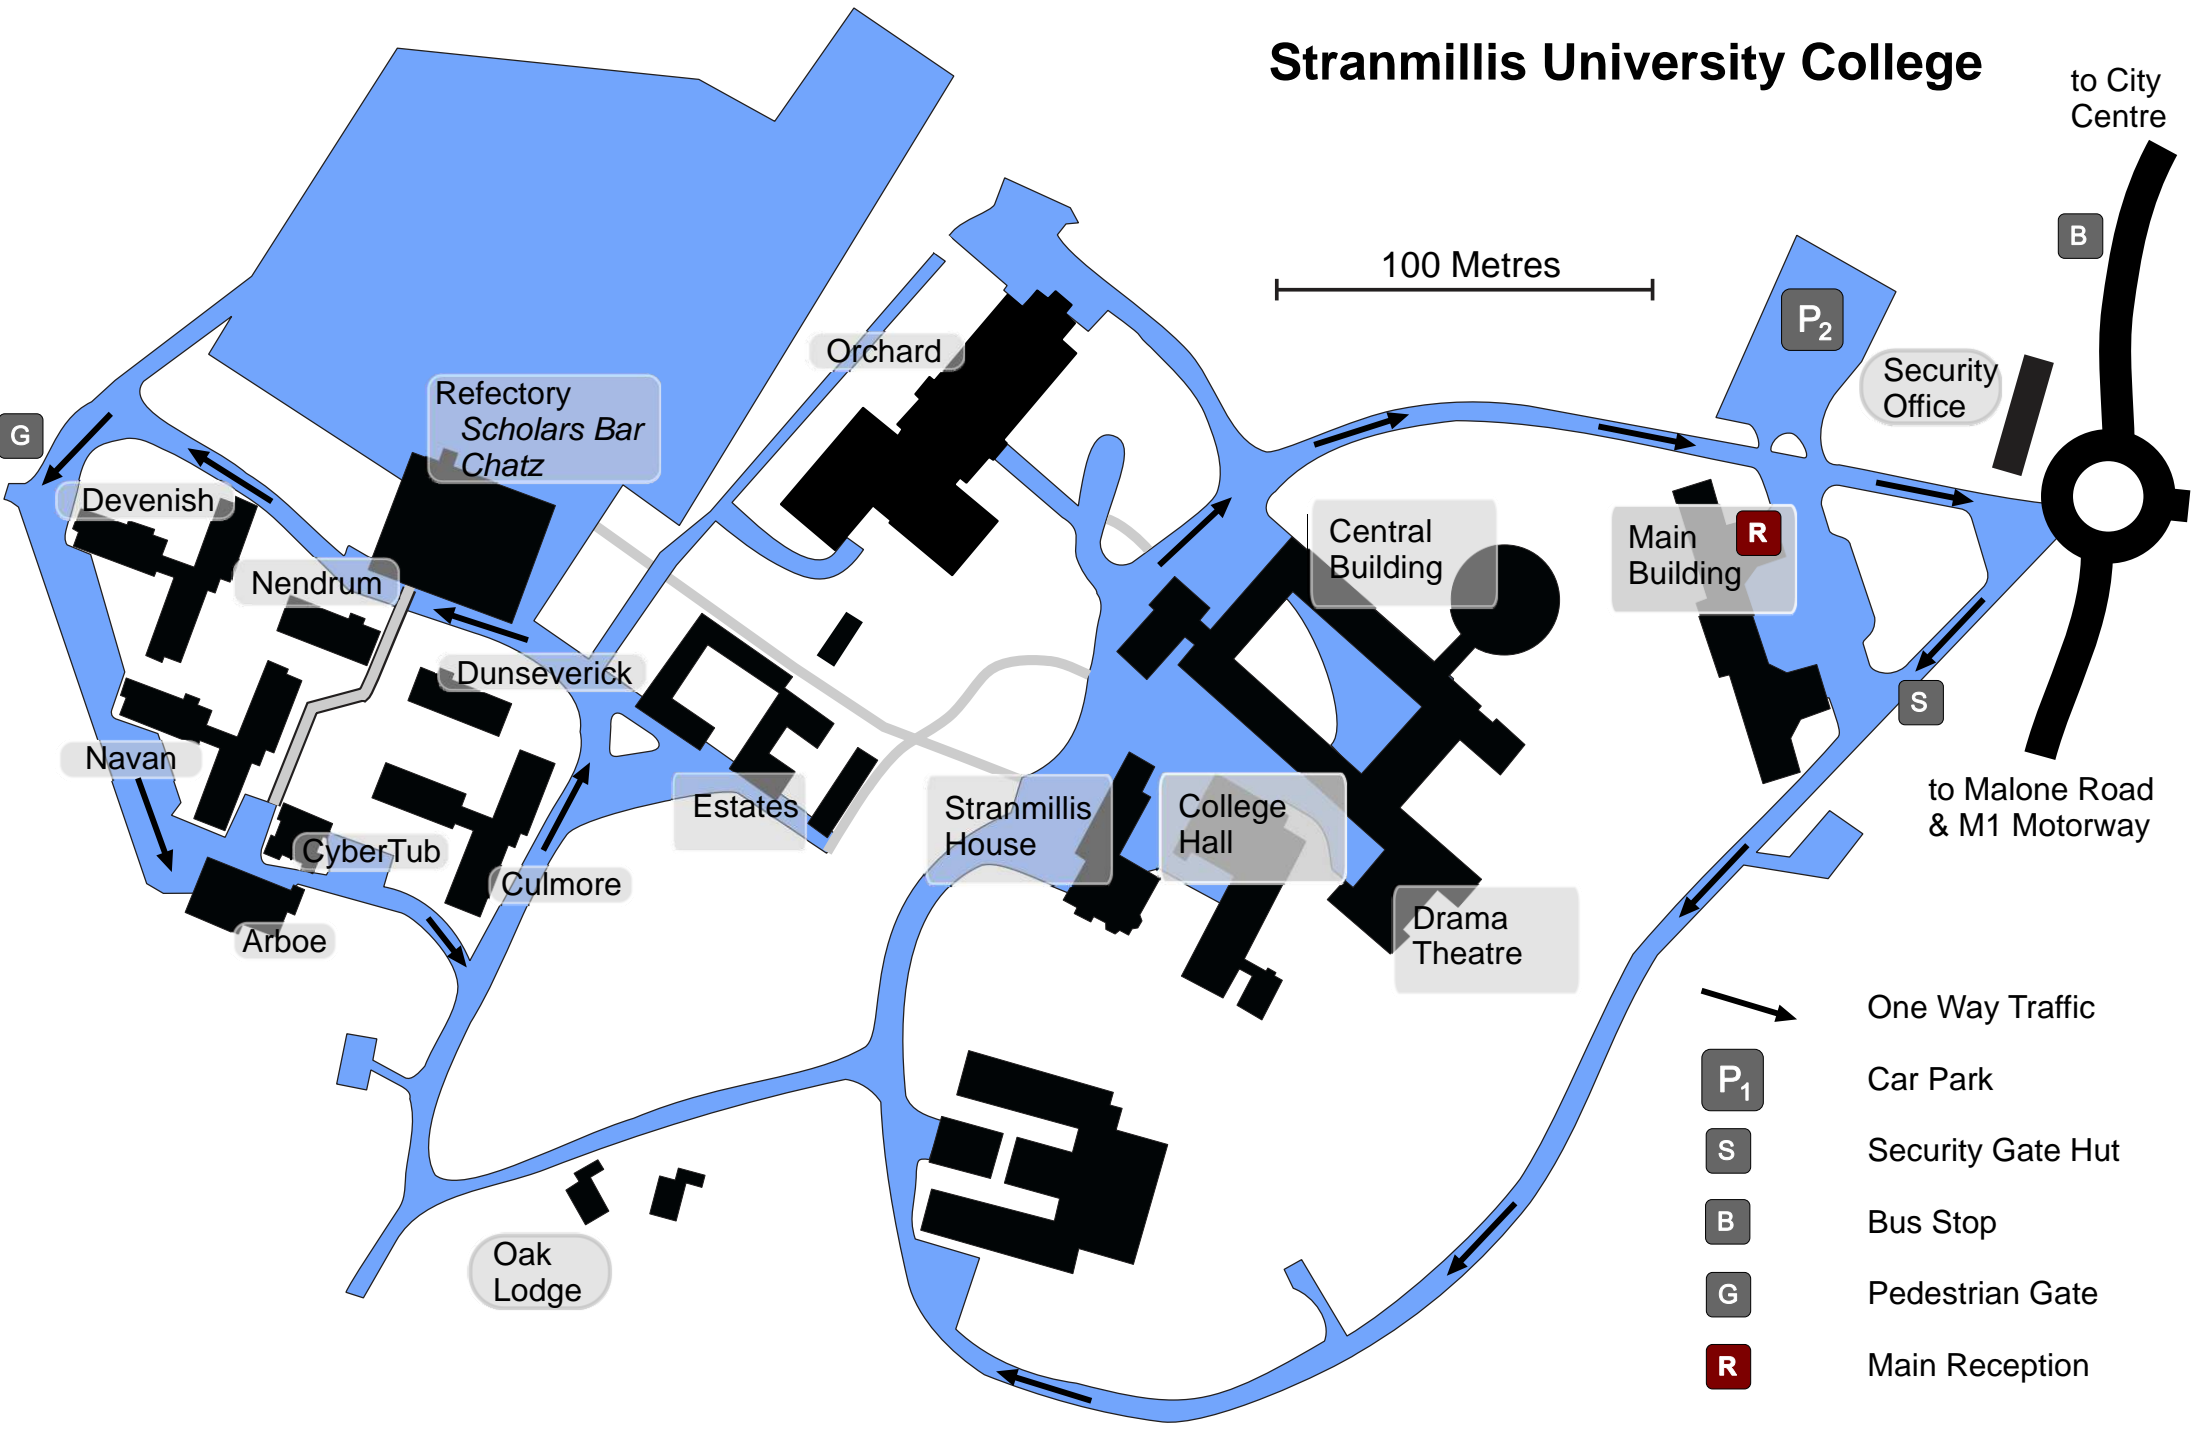 Stranmillis University College
to City
Centre
B
100 Metres
P2
Orchard
Security
Office
Refectory
Scholars Bar
Chatz
G
Devenish
Central
Building
Main
Building
R
Nendrum
Dunseverick
S
Navan
Estates
Stranmillis
House
College
Hall
to Malone Road
& M1 Motorway
CyberTub
Culmore
Arboe
Drama
Theatre
One Way Traffic
P1 Car Park
S Security Gate Hut
B Bus Stop
Oak
Lodge
G Pedestrian Gate
R Main Reception